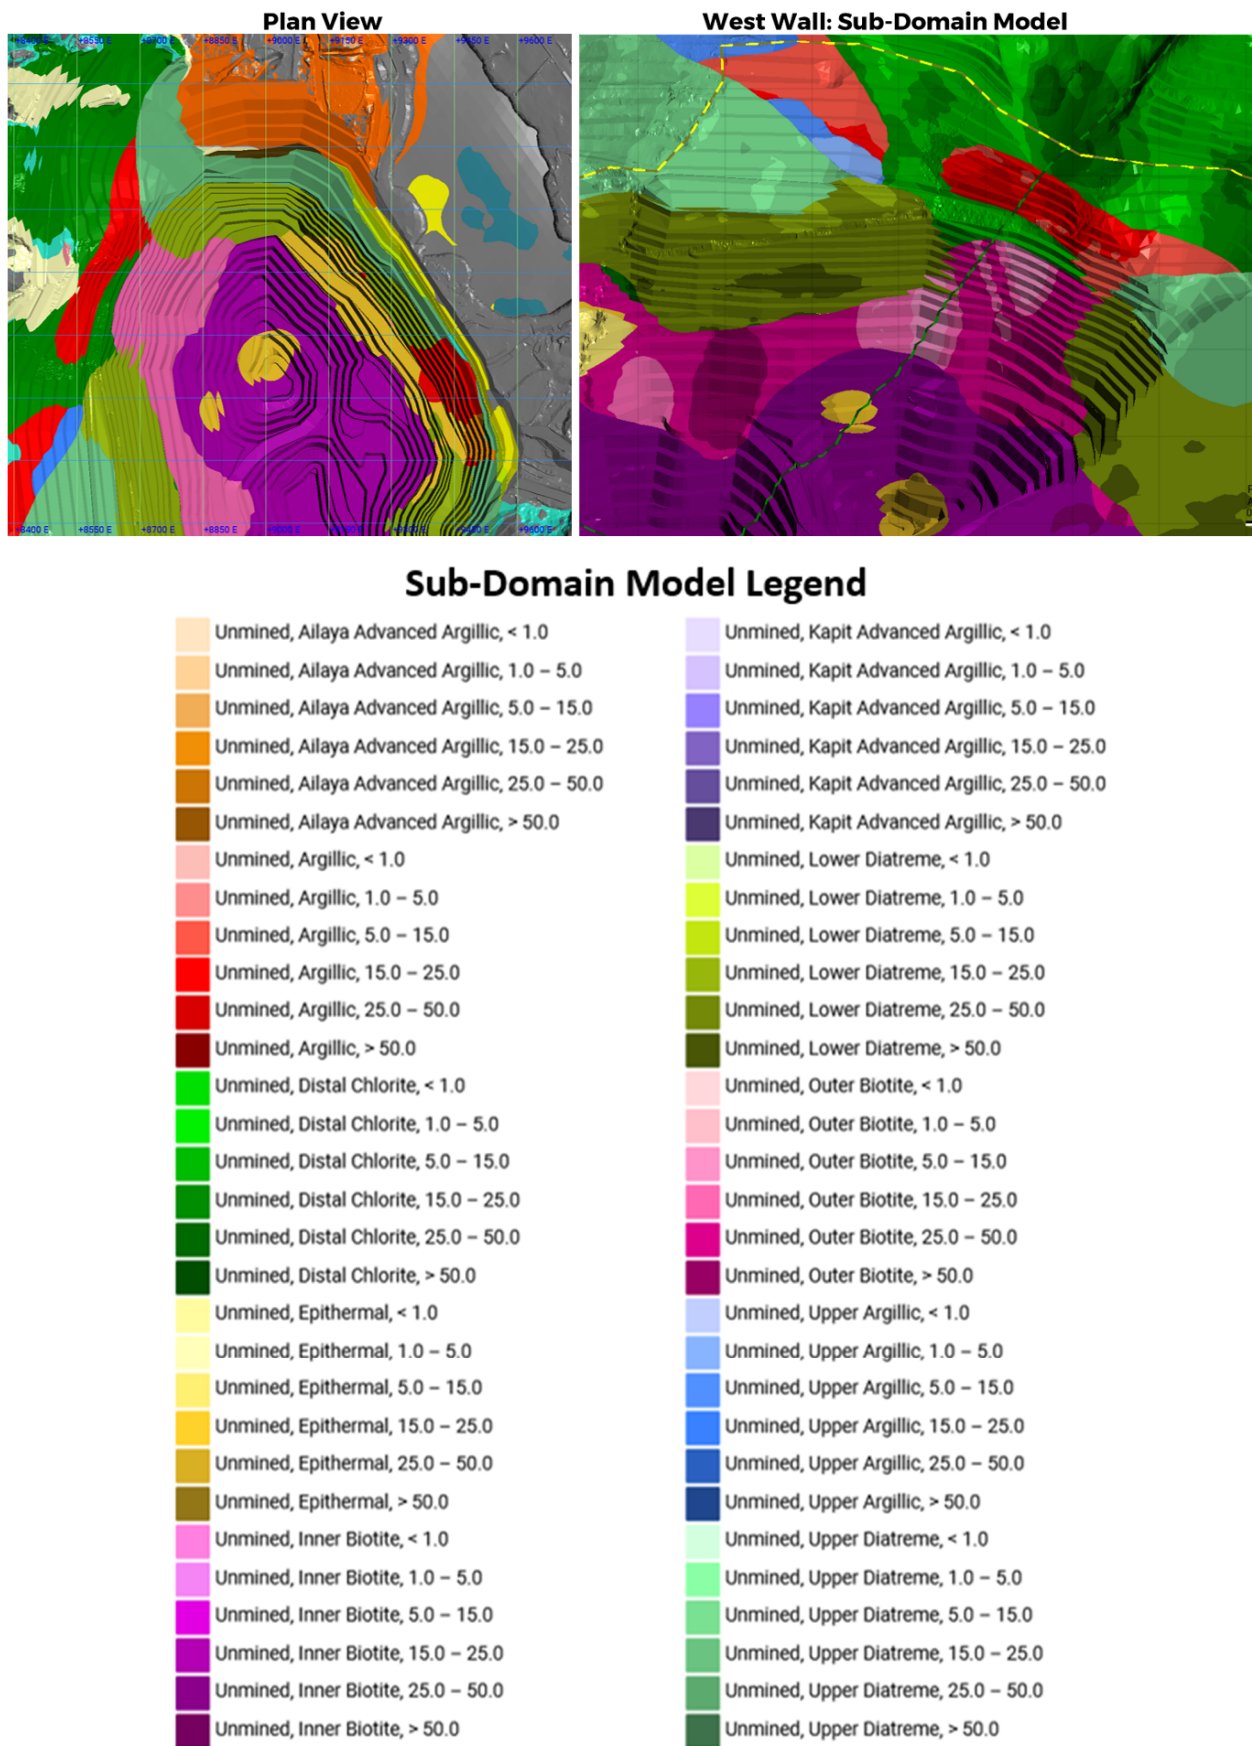 Plan View
West Wall: Sub-Domain Model
+8400 E +8550 E +8700 E +8850 E +9000 E +9150 E +9300 E +9450 E +9600 E
+8400 E +8550 E +8700 E +8850 E +9000 E +9150 E +9300 E +9450 E +9600 E
Sub-Domain Model Legend
Unmined, Ailaya Advanced Argillic, < 1.0
Unmined, Ailaya Advanced Argillic, 1.0 – 5.0
Unmined, Ailaya Advanced Argillic, 5.0 – 15.0
Unmined, Ailaya Advanced Argillic, 15.0 – 25.0
Unmined, Ailaya Advanced Argillic, 25.0 – 50.0
Unmined, Ailaya Advanced Argillic, > 50.0
Unmined, Argillic, < 1.0
Unmined, Argillic, 1.0 – 5.0
Unmined, Argillic, 5.0 – 15.0
Unmined, Argillic, 15.0 – 25.0
Unmined, Argillic, 25.0 – 50.0
Unmined, Argillic, > 50.0
Unmined, Distal Chlorite, < 1.0
Unmined, Distal Chlorite, 1.0 – 5.0
Unmined, Distal Chlorite, 5.0 – 15.0
Unmined, Distal Chlorite, 15.0 – 25.0
Unmined, Distal Chlorite, 25.0 – 50.0
Unmined, Distal Chlorite, > 50.0
Unmined, Epithermal, < 1.0
Unmined, Epithermal, 1.0 – 5.0
Unmined, Epithermal, 5.0 – 15.0
Unmined, Epithermal, 15.0 – 25.0
Unmined, Epithermal, 25.0 – 50.0
Unmined, Epithermal, > 50.0
Unmined, Inner Biotite, < 1.0
Unmined, Inner Biotite, 1.0 – 5.0
Unmined, Inner Biotite, 5.0 – 15.0
Unmined, Inner Biotite, 15.0 – 25.0
Unmined, Inner Biotite, 25.0 – 50.0
Unmined, Inner Biotite, > 50.0
Unmined, Kapit Advanced Argillic, < 1.0
Unmined, Kapit Advanced Argillic, 1.0 – 5.0
Unmined, Kapit Advanced Argillic, 5.0 – 15.0
Unmined, Kapit Advanced Argillic, 15.0 – 25.0
Unmined, Kapit Advanced Argillic, 25.0 – 50.0
Unmined, Kapit Advanced Argillic, > 50.0
Unmined, Lower Diatreme, < 1.0
Unmined, Lower Diatreme, 1.0 – 5.0
Unmined, Lower Diatreme, 5.0 – 15.0
Unmined, Lower Diatreme, 15.0 – 25.0
Unmined, Lower Diatreme, 25.0 – 50.0
Unmined, Lower Diatreme, > 50.0
Unmined, Outer Biotite, < 1.0
Unmined, Outer Biotite, 1.0 – 5.0
Unmined, Outer Biotite, 5.0 – 15.0
Unmined, Outer Biotite, 15.0 – 25.0
Unmined, Outer Biotite, 25.0 – 50.0
Unmined, Outer Biotite, > 50.0
Unmined, Upper Argillic, < 1.0
Unmined, Upper Argillic, 1.0 – 5.0
Unmined, Upper Argillic, 5.0 – 15.0
Unmined, Upper Argillic, 15.0 – 25.0
Unmined, Upper Argillic, 25.0 – 50.0
Unmined, Upper Argillic, > 50.0
Unmined, Upper Diatreme, < 1.0
Unmined, Upper Diatreme, 1.0 – 5.0
Unmined, Upper Diatreme, 5.0 – 15.0
Unmined, Upper Diatreme, 15.0 – 25.0
Unmined, Upper Diatreme, 25.0 – 50.0
Unmined, Upper Diatreme, > 50.0